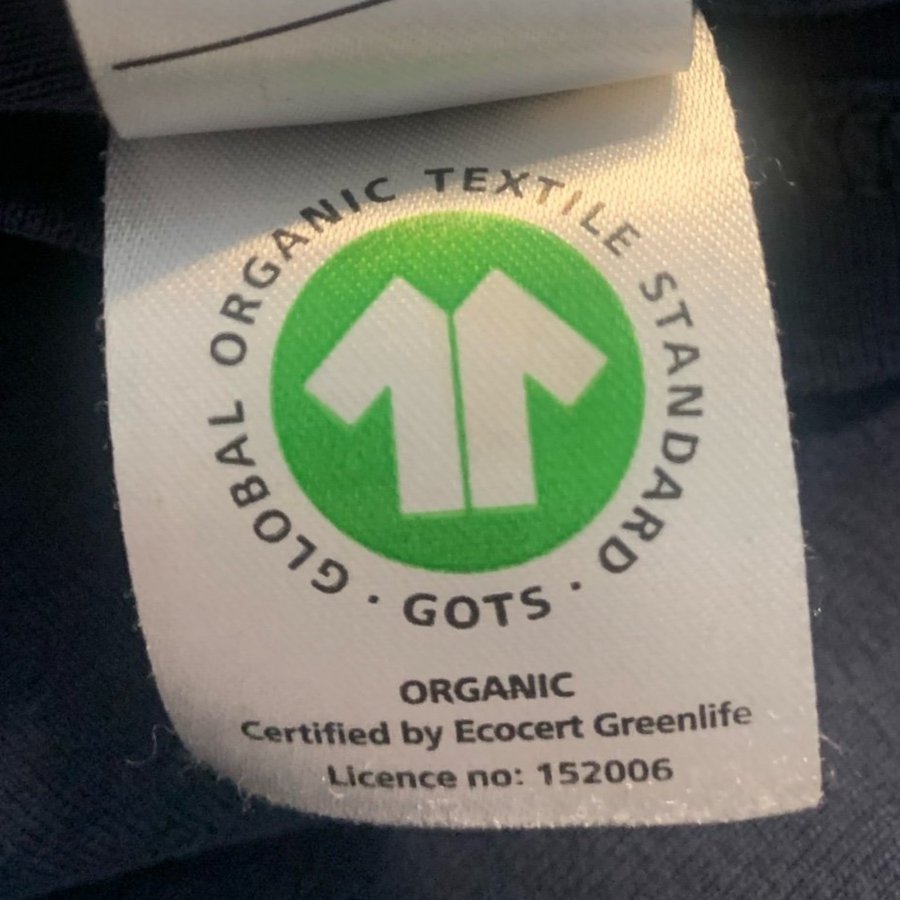 GLOBAL ORGANIC TEXTILE STANDARD
· GOTS ·
ORGANIC
Certified by Ecocert Greenlife
Licence no: 152006